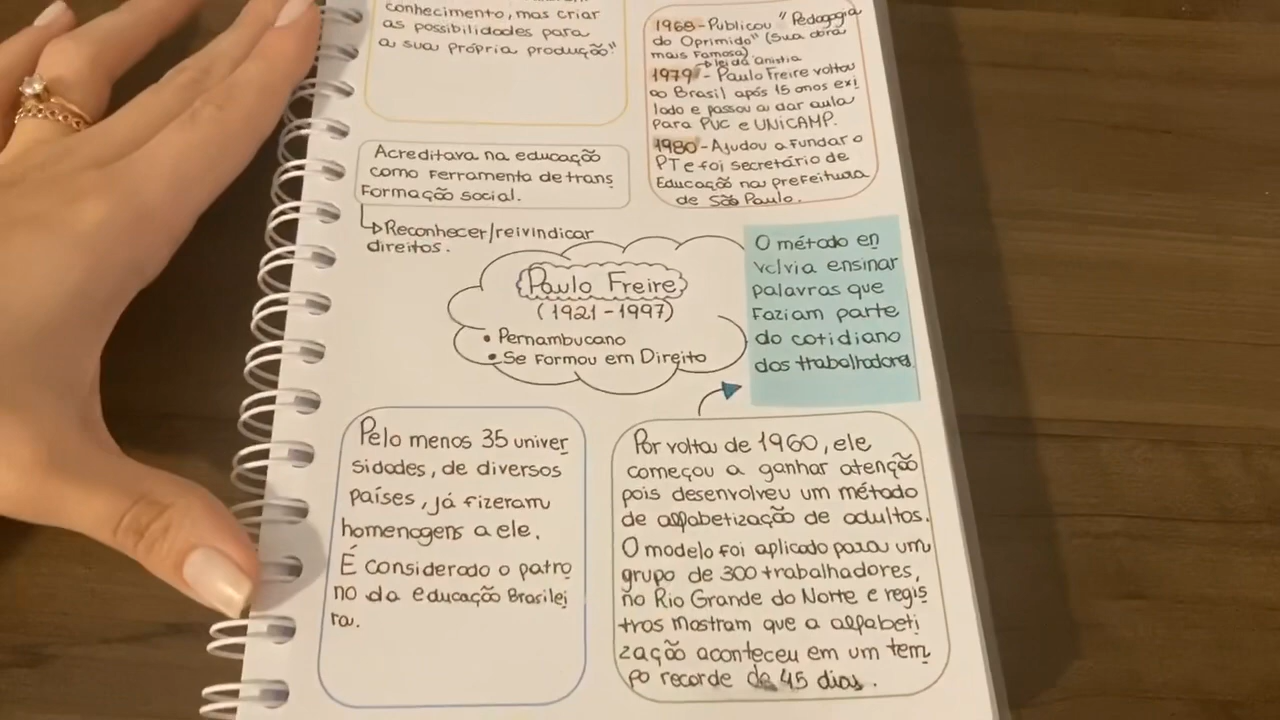 conhecimento, mas criar
as possibilidades para
a sua própria produção"
1968 - Publicou "Pedagogia
do Oprimido" (sua obra
mais famosa)
lei da anistia
1979 - Paulo Freire voltou
ao Brasil após 15 anos exi
lado e passou a dar aula
para PUC e UNICAMP.
1980 - Ajudou a fundar o
PT e foi secretário de
Educação na prefeitura
de São Paulo.
Acreditava na educação
como ferramenta de trans
formação social.
Reconhecer/reivindicar
direitos.
Paulo Freire
(1921 - 1997)
• Pernambucano
• Se formou em Direito
O método en
volvia ensinar
palavras que
faziam parte
do cotidiano
dos trabalhadores
Pelo menos 35 univer
sidades, de diversos
países, já fizeram
homenagens a ele.
É considerado o patro
no da educação Brasilei
ra.
Por volta de 1960, ele
começou a ganhar atenção
pois desenvolveu um método
de alfabetização de adultos.
O modelo foi aplicado para um
grupo de 300 trabalhadores,
no Rio Grande do Norte e regis
tros mostram que a alfabeti
zação aconteceu em um tem
po recorde de 45 dias.